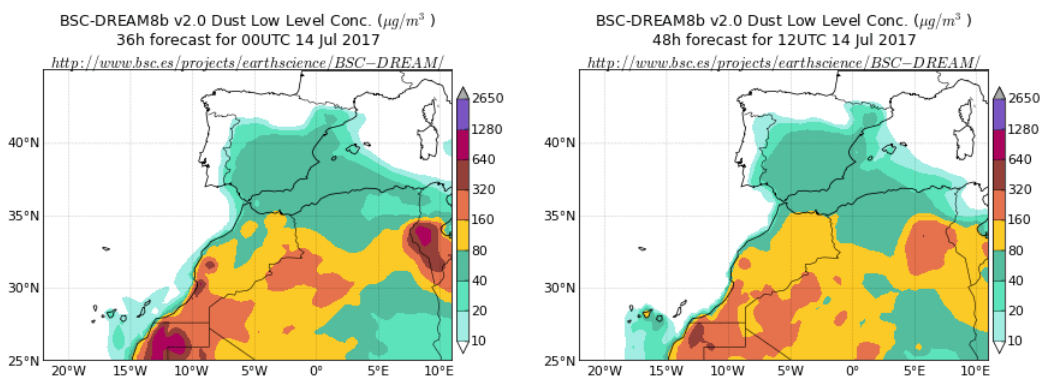 BSC-DREAM8b v2.0 Dust Low Level Conc. (μg/m³ )
36h forecast for 00UTC 14 Jul 2017
http://www.bsc.es/projects/earthscience/BSC−DREAM/
40°N
35°N
30°N
25°N
20°W 15°W 10°W 5°W 0° 5°E 10°E
2650
1280
640
320
160
80
40
20
10
BSC-DREAM8b v2.0 Dust Low Level Conc. (μg/m³ )
48h forecast for 12UTC 14 Jul 2017
http://www.bsc.es/projects/earthscience/BSC−DREAM/
40°N
35°N
30°N
25°N
20°W 15°W 10°W 5°W 0° 5°E 10°E
2650
1280
640
320
160
80
40
20
10